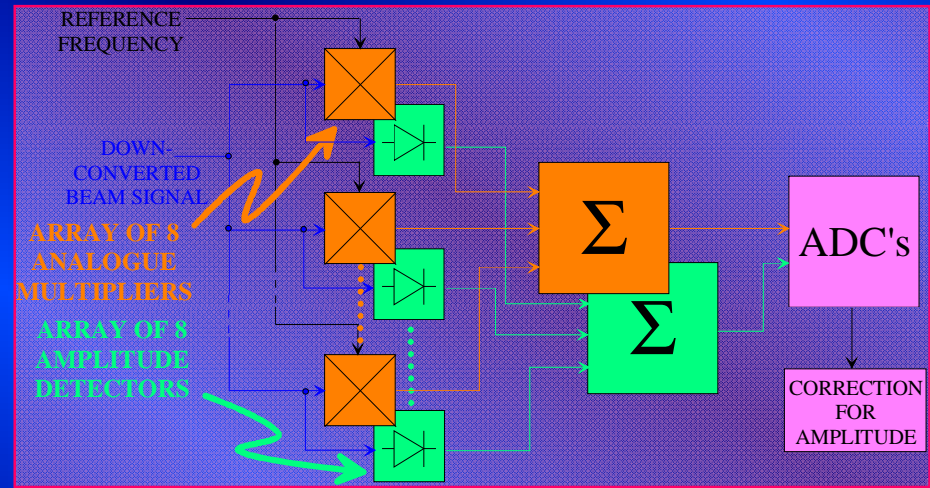 REFERENCE
FREQUENCY
DOWN-
CONVERTED
BEAM SIGNAL
ARRAY OF 8
ANALOGUE
MULTIPLIERS
ARRAY OF 8
AMPLITUDE
DETECTORS
Σ
Σ
ADC's
CORRECTION
FOR
AMPLITUDE